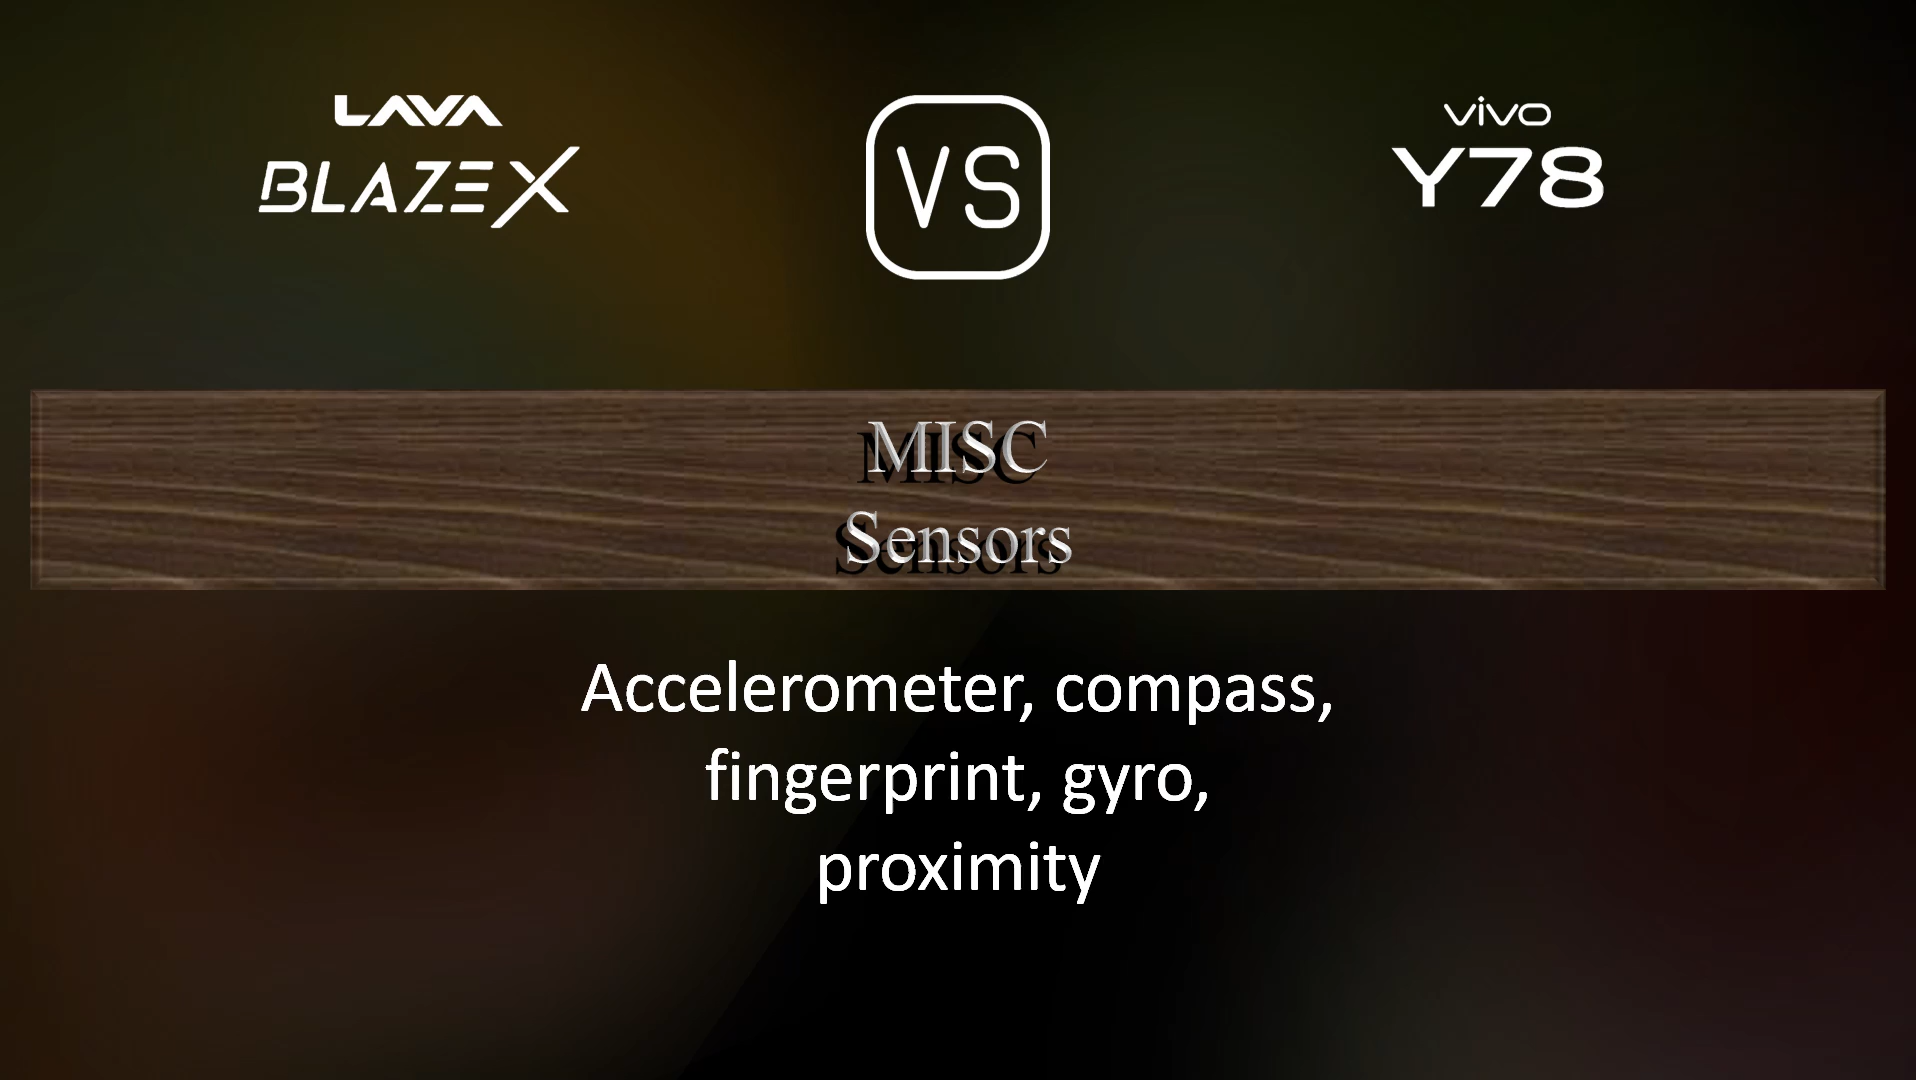 LAVA
BLAZE X
VS
vivo
Y78
MISC
Sensors
Accelerometer, compass,
fingerprint, gyro,
proximity